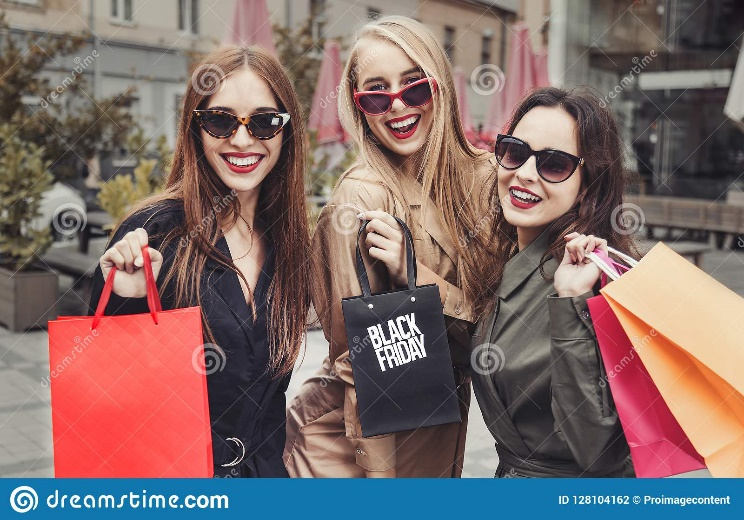 BLACK
FRIDAY
dreamstime.com
ID 128104162 © Proimagecontent